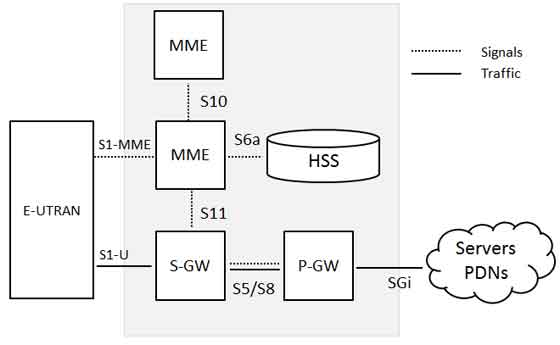 MME
Signals
Traffic
S10
S1-MME
MME
S6a
HSS
E-UTRAN
S11
S1-U
S-GW
S5/S8
P-GW
SGi
Servers
PDNs